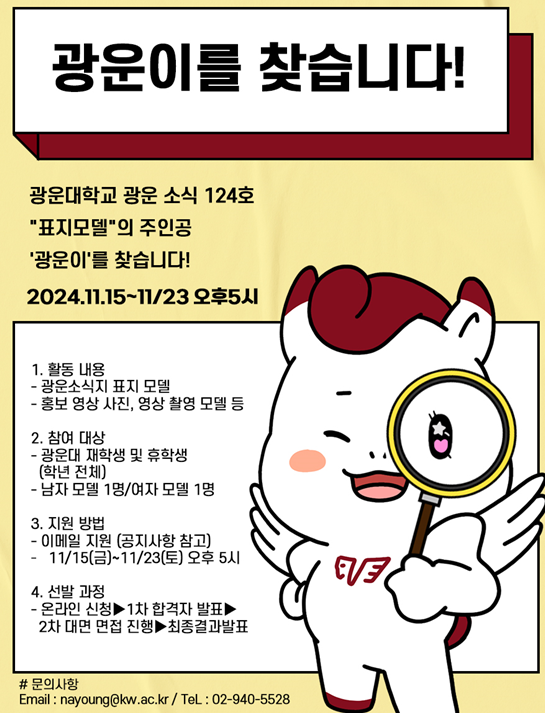 광운이를 찾습니다!
광운대학교 광운 소식 124호
"표지모델"의 주인공
'광운이'를 찾습니다!
2024.11.15~11/23 오후5시
1. 활동 내용
- 광운소식지 표지 모델
- 홍보 영상 사진, 영상 촬영 모델 등
2. 참여 대상
- 광운대 재학생 및 휴학생
(학년 전체)
- 남자 모델 1명/여자 모델 1명
3. 지원 방법
- 이메일 지원 (공지사항 참고)
- 11/15(금)~11/23(토) 오후 5시
4. 선발 과정
- 온라인 신청▶1차 합격자 발표▶
2차 대면 면접 진행▶최종결과발표
# 문의사항
Email : nayoung@kw.ac.kr / TeL : 02-940-5528